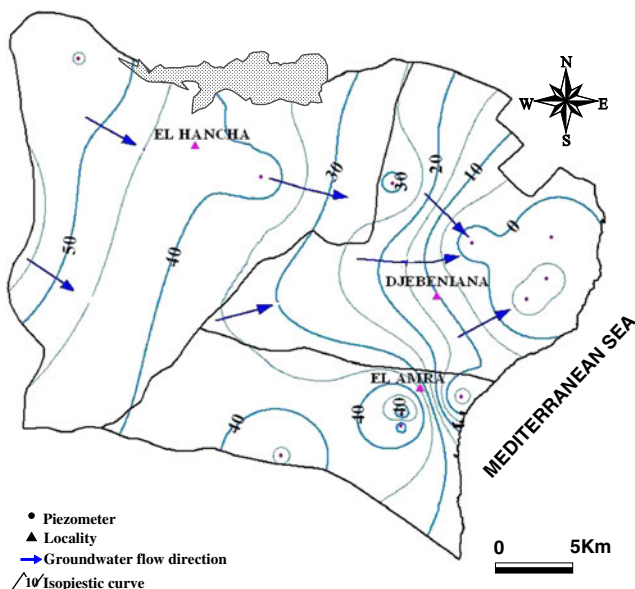 N
W E
S
EL HANCHA
30
30
20
10
0
50
40
DJEBENIANA
EL AMRA
40
40
40
40
MEDITERRANEAN SEA
Piezometer
Locality
Groundwater flow direction
10 Isopiestic curve
0 5Km